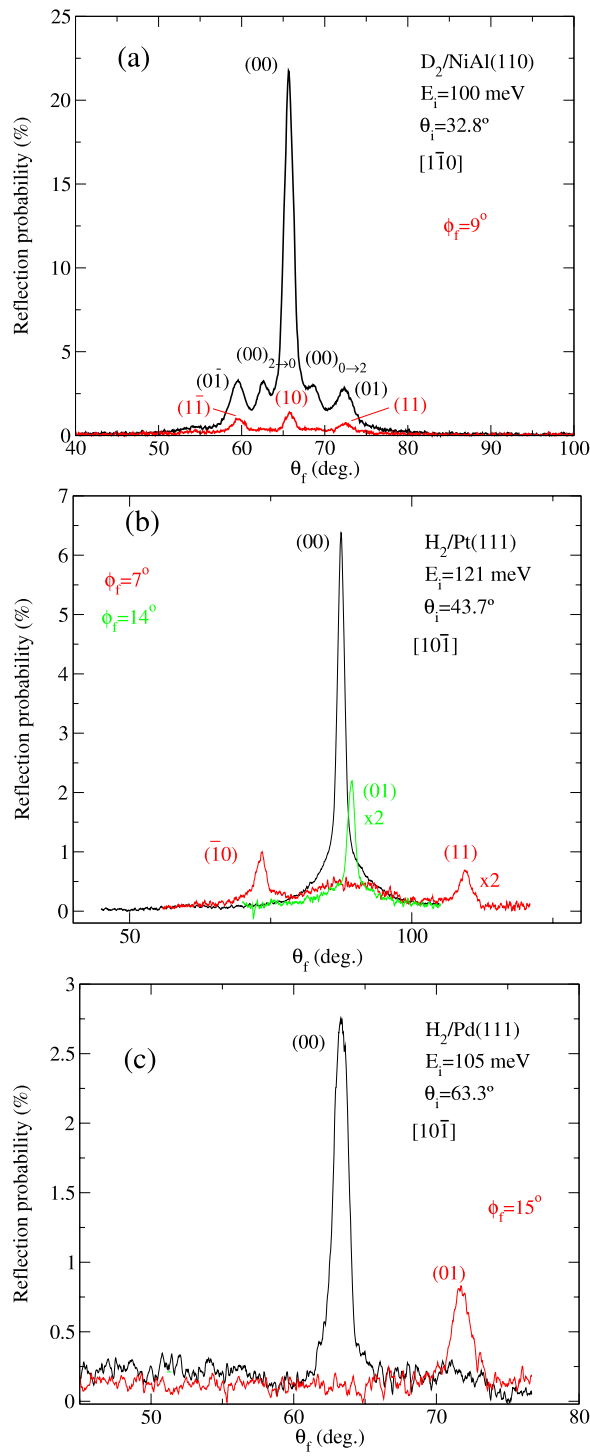 25
20
15
10
5
0
Reflection probability (%)
(a)
(00)
D₂/NiAl(110)
Eᵢ=100 meV
θᵢ=32.8º
[11̅0]
ϕf=9°
(00)₂→₀
(00)₀→₂
(01̅)
(10)
(01)
(11̅)
(11)
40 50 60 70 80 90 100
θf (deg.)
7
6
5
4
3
2
1
0
Reflection probability (%)
(b)
(00)
H₂/Pt(111)
Eᵢ=121 meV
θᵢ=43.7º
[101̅]
ϕf=7°
ϕf=14°
(01)
x2
(1̅0)
(11)
x2
50 100
θf (deg.)
3
2.5
2
1.5
1
0.5
0
Reflection probability (%)
(c)
(00)
H₂/Pd(111)
Eᵢ=105 meV
θᵢ=63.3º
[101̅]
ϕf=15°
(01)
50 60 70 80
θf (deg.)